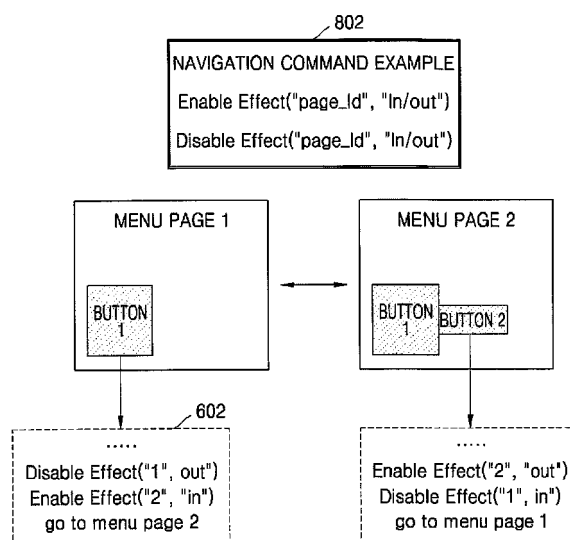 802
NAVIGATION COMMAND EXAMPLE
Enable Effect("page_Id", "In/out")
Disable Effect("page_Id", "In/out")
MENU PAGE 1
BUTTON
1
MENU PAGE 2
BUTTON
1
BUTTON 2
602
.....
Disable Effect("1", out")
Enable Effect("2", "in")
go to menu page 2
.....
Enable Effect("2", "out")
Disable Effect("1", in")
go to menu page 1